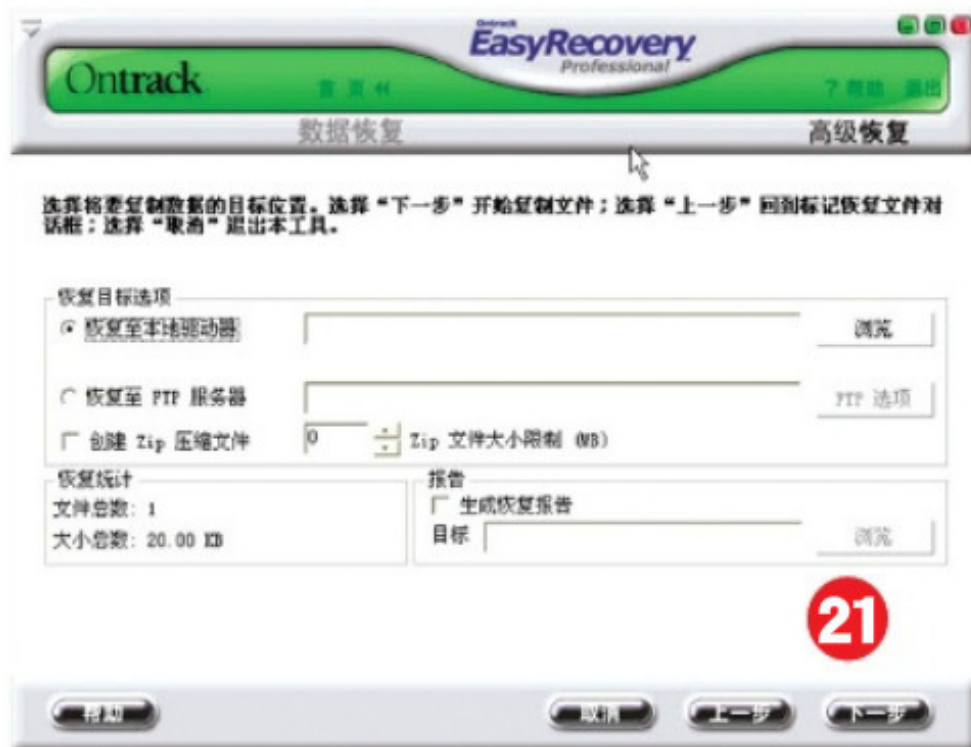 Ontrack
EasyRecovery
Professional
Ontrack
首页
? 帮助 退出
数据恢复
高级恢复
选择将要复制数据的目标位置。选择“下一步”开始复制文件;选择“上一步”回到标记恢复文件对
话框;选择“取消”退出本工具。
恢复目标选项
恢复至本地驱动器
浏览
恢复至 FTP 服务器
FTP 选项
创建 Zip 压缩文件 0 Zip 文件大小限制 (MB)
恢复统计
文件总数: 1
大小总数: 20.00 KB
报告
生成恢复报告
目标
浏览
21
帮助 取消 上一步 下一步